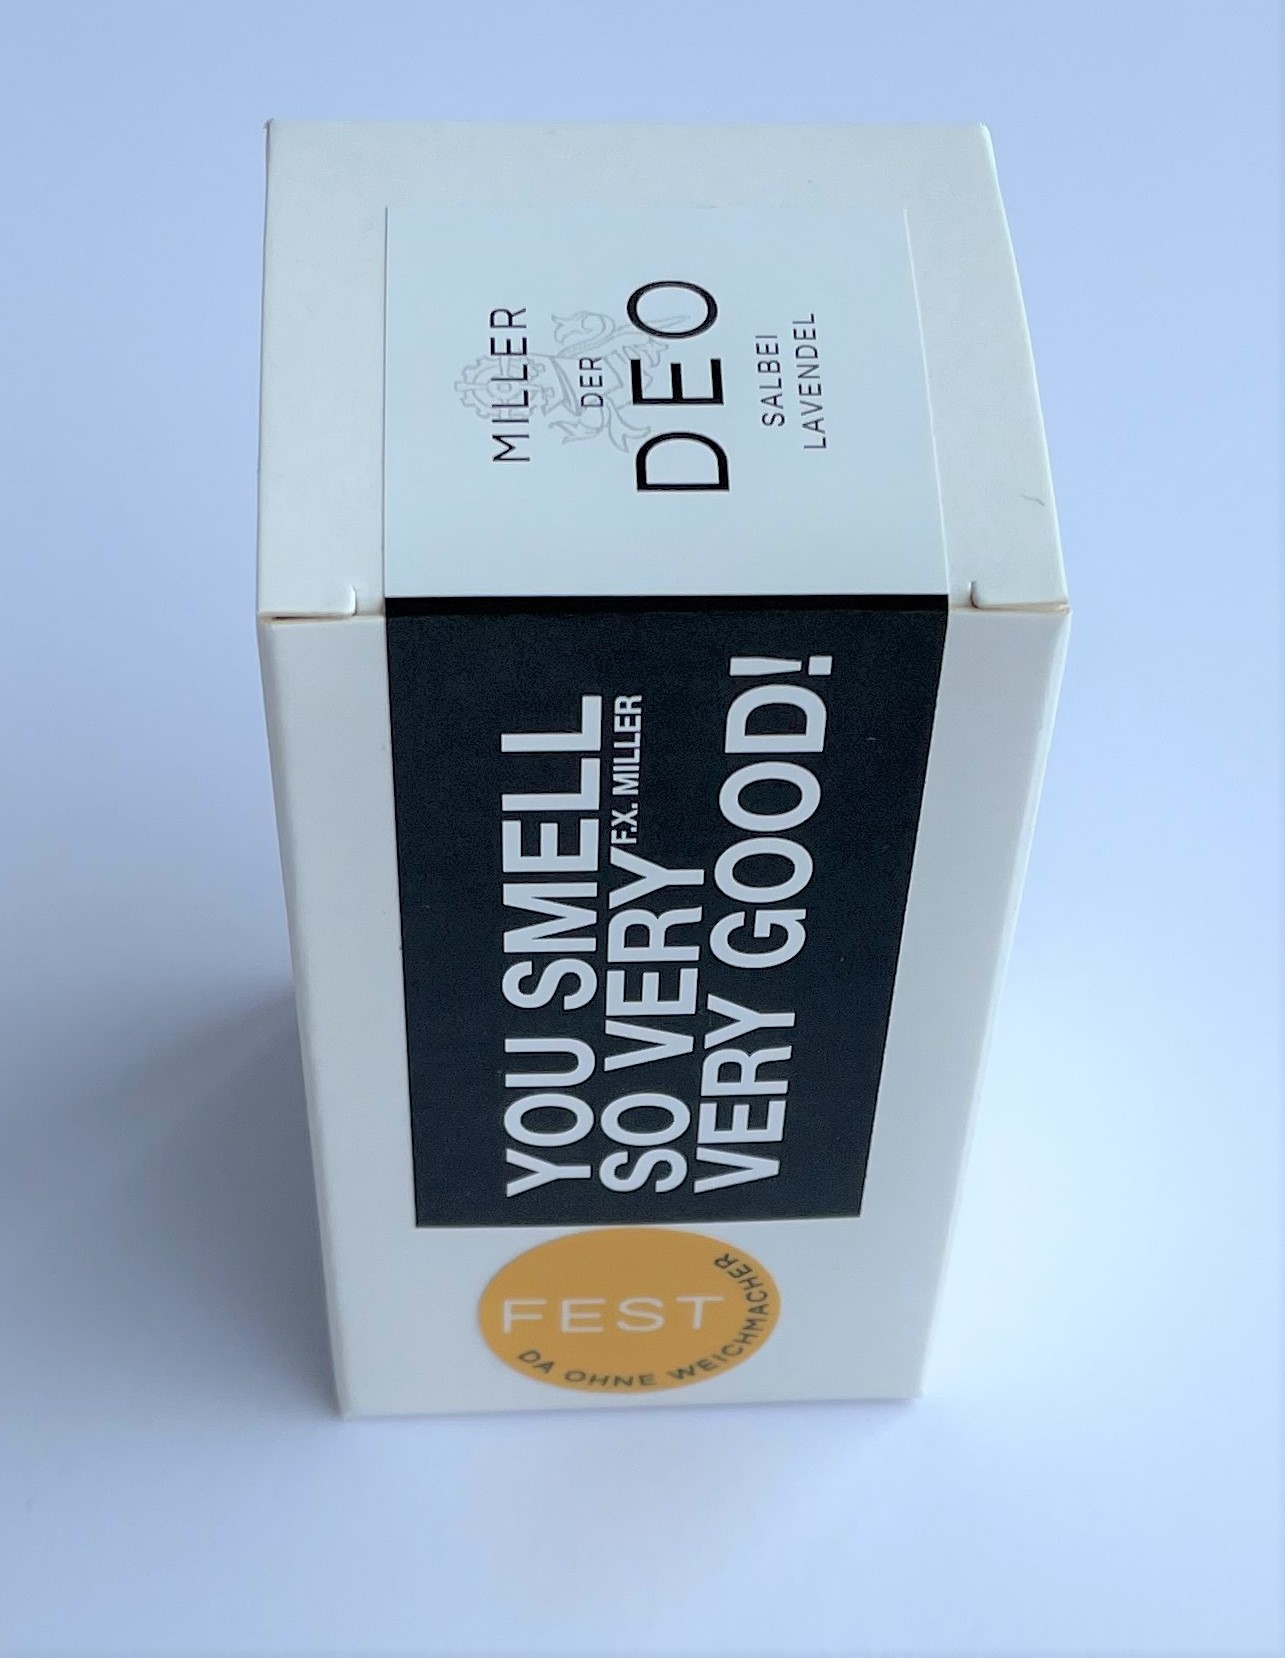 MILLER
DER
DEO
SALBEI
LAVENDEL
YOU SMELL
SO VERY F.X. MILLER
VERY GOOD!
FEST
DA OHNE WEICHMACHER